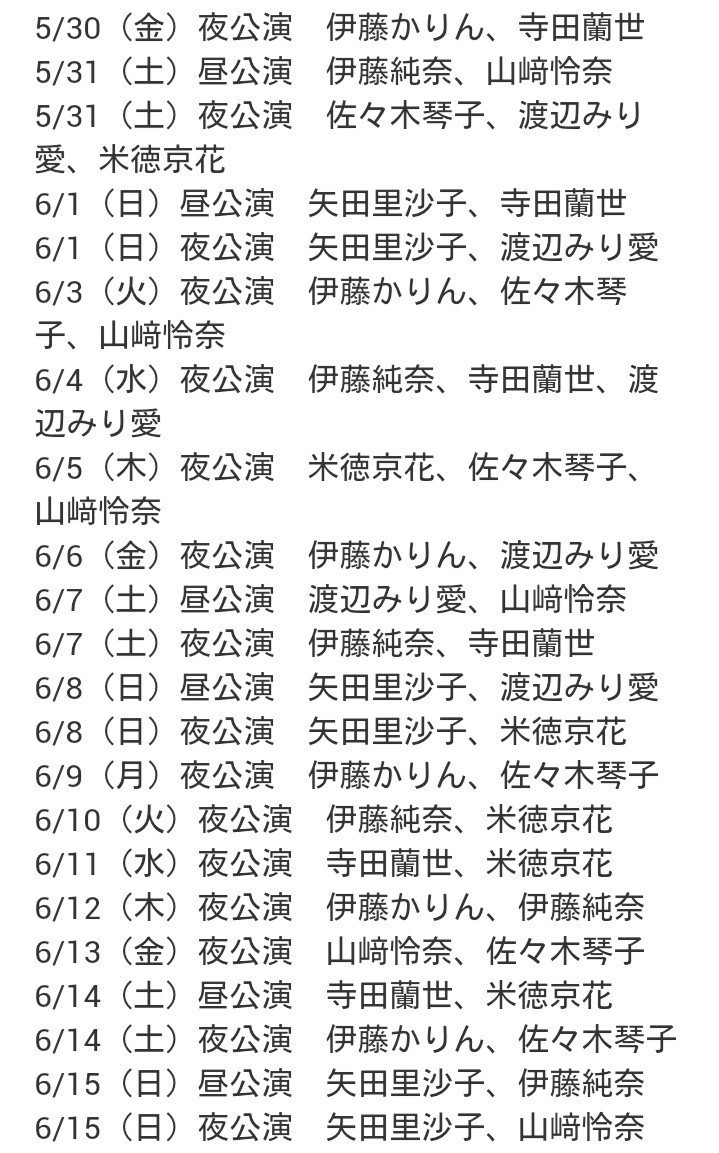 5/30（金）夜公演　伊藤かりん、寺田蘭世
5/31（土）昼公演　伊藤純奈、山﨑怜奈
5/31（土）夜公演　佐々木琴子、渡辺みり
愛、米徳京花
6/1（日）昼公演　矢田里沙子、寺田蘭世
6/1（日）夜公演　矢田里沙子、渡辺みり愛
6/3（火）夜公演　伊藤かりん、佐々木琴
子、山﨑怜奈
6/4（水）夜公演　伊藤純奈、寺田蘭世、渡
辺みり愛
6/5（木）夜公演　米徳京花、佐々木琴子、
山﨑怜奈
6/6（金）夜公演　伊藤かりん、渡辺みり愛
6/7（土）昼公演　渡辺みり愛、山﨑怜奈
6/7（土）夜公演　伊藤純奈、寺田蘭世
6/8（日）昼公演　矢田里沙子、渡辺みり愛
6/8（日）夜公演　矢田里沙子、米徳京花
6/9（月）夜公演　伊藤かりん、佐々木琴子
6/10（火）夜公演　伊藤純奈、米徳京花
6/11（水）夜公演　寺田蘭世、米徳京花
6/12（木）夜公演　伊藤かりん、伊藤純奈
6/13（金）夜公演　山﨑怜奈、佐々木琴子
6/14（土）昼公演　寺田蘭世、米徳京花
6/14（土）夜公演　伊藤かりん、佐々木琴子
6/15（日）昼公演　矢田里沙子、伊藤純奈
6/15（日）夜公演　矢田里沙子、山﨑怜奈